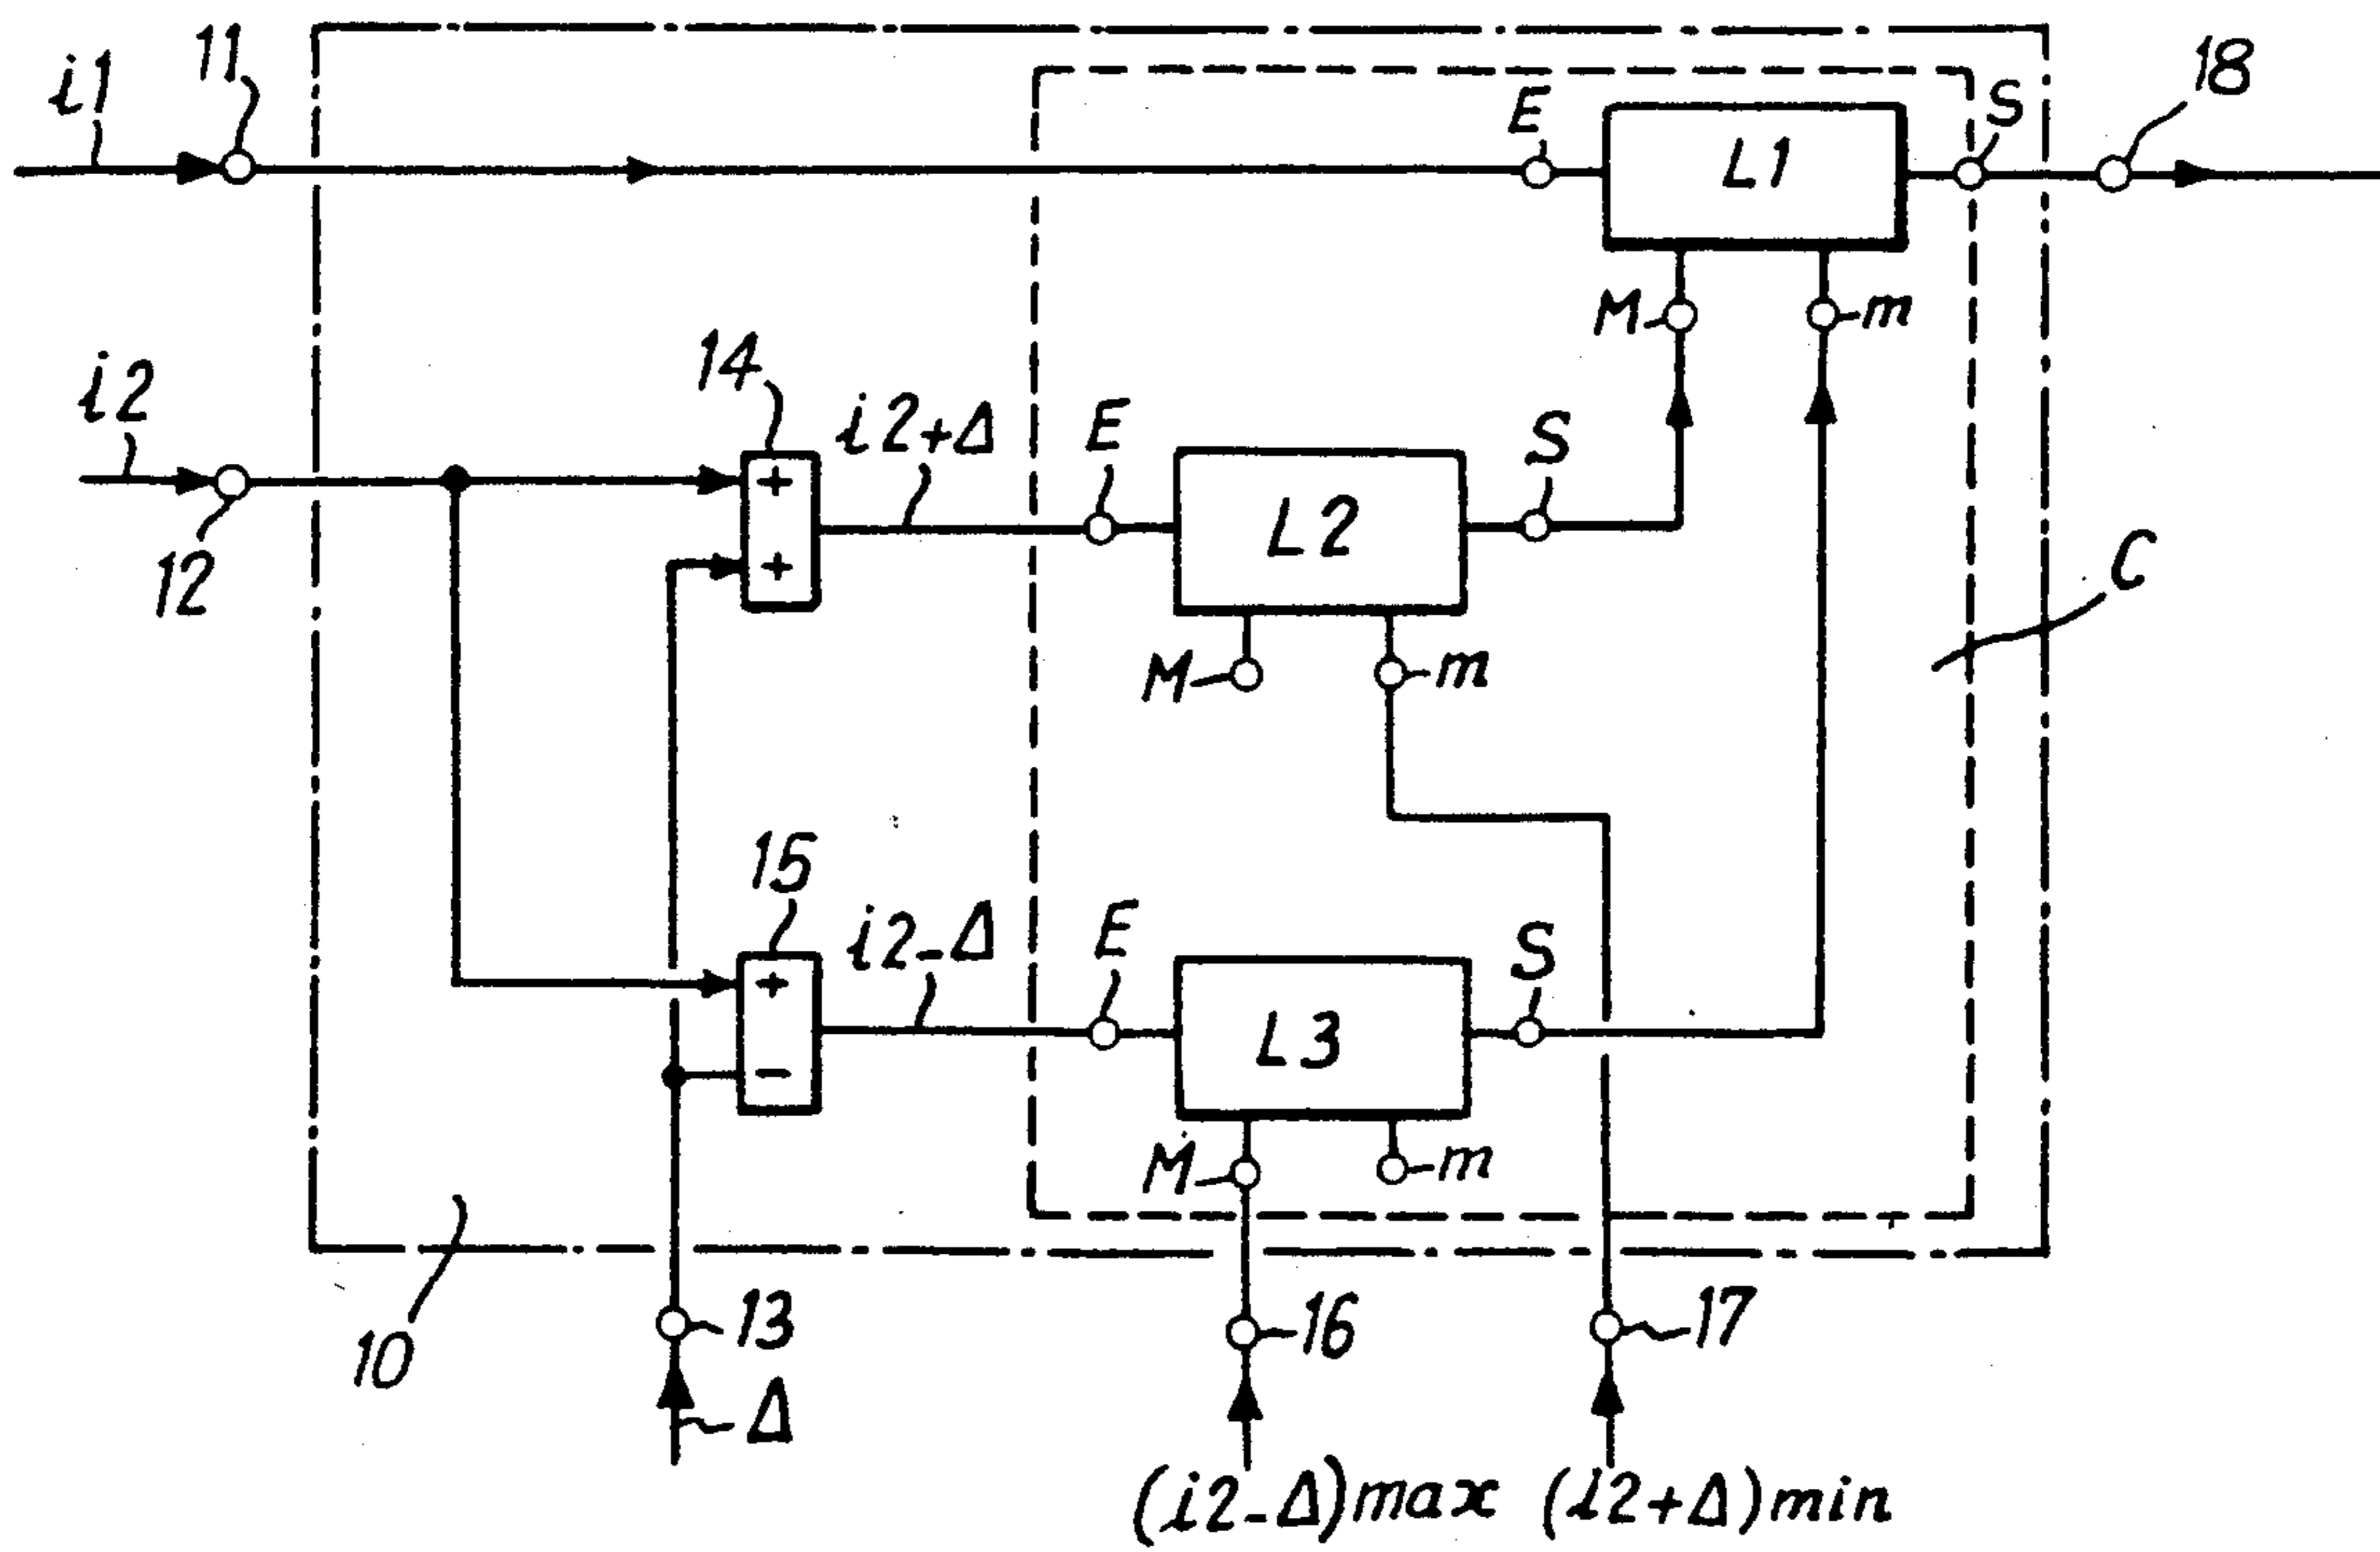 i1
11
E
L1
S
18
M
m
i2
12
14
+
+
i2+Δ
E
L2
S
M
m
C
15
+
-
i2-Δ
E
L3
S
M
m
10
13
Δ
16
17
(i2-Δ)max
(i2+Δ)min